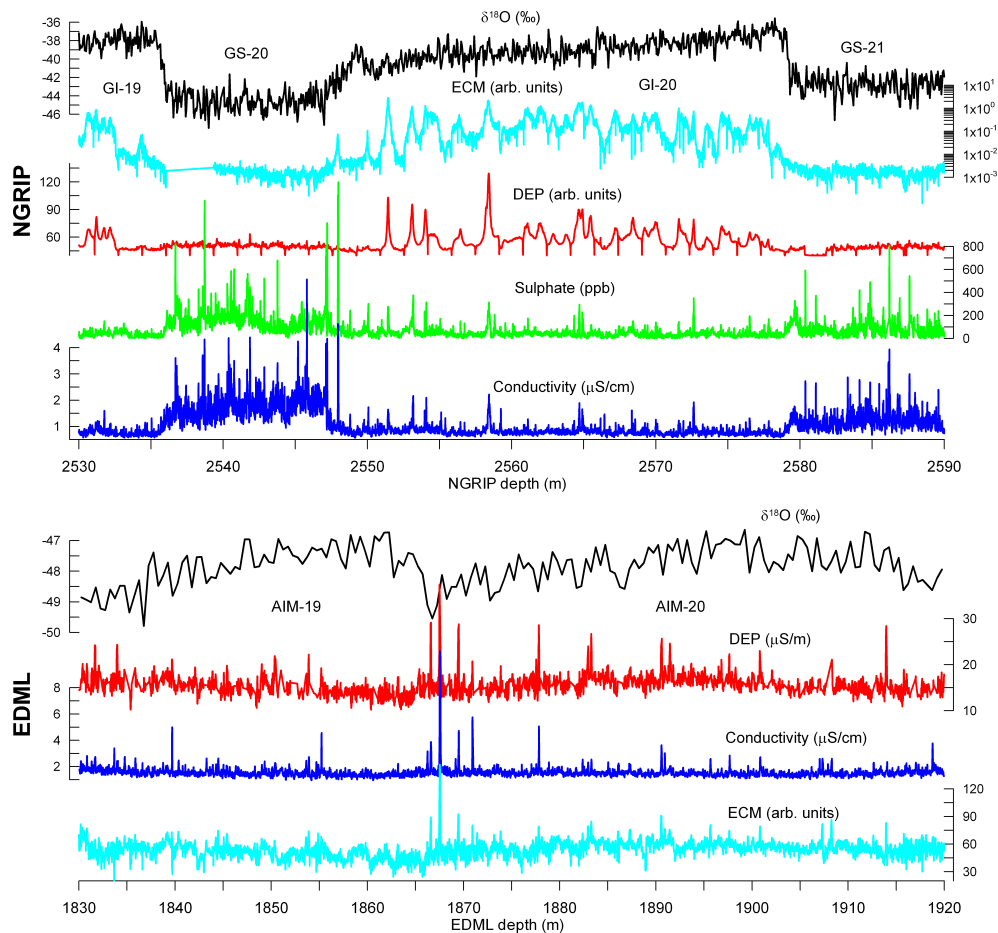 δ18O (‰)
-36
-38
-40
-42
-44
-46
GI-19
GS-20
GS-21
GI-20
ECM (arb. units)
1x10^1
1x10^0
1x10^-1
1x10^-2
1x10^-3
NGRIP
120
90
60
DEP (arb. units)
800
600
400
200
0
Sulphate (ppb)
4
3
2
1
Conductivity (μS/cm)
2530 2540 2550 2560 2570 2580 2590
NGRIP depth (m)
δ18O (‰)
-47
-48
-49
-50
AIM-19
AIM-20
DEP (μS/m)
30
20
10
EDML
8
6
4
2
Conductivity (μS/cm)
ECM (arb. units)
120
90
60
30
1830 1840 1850 1860 1870 1880 1890 1900 1910 1920
EDML depth (m)